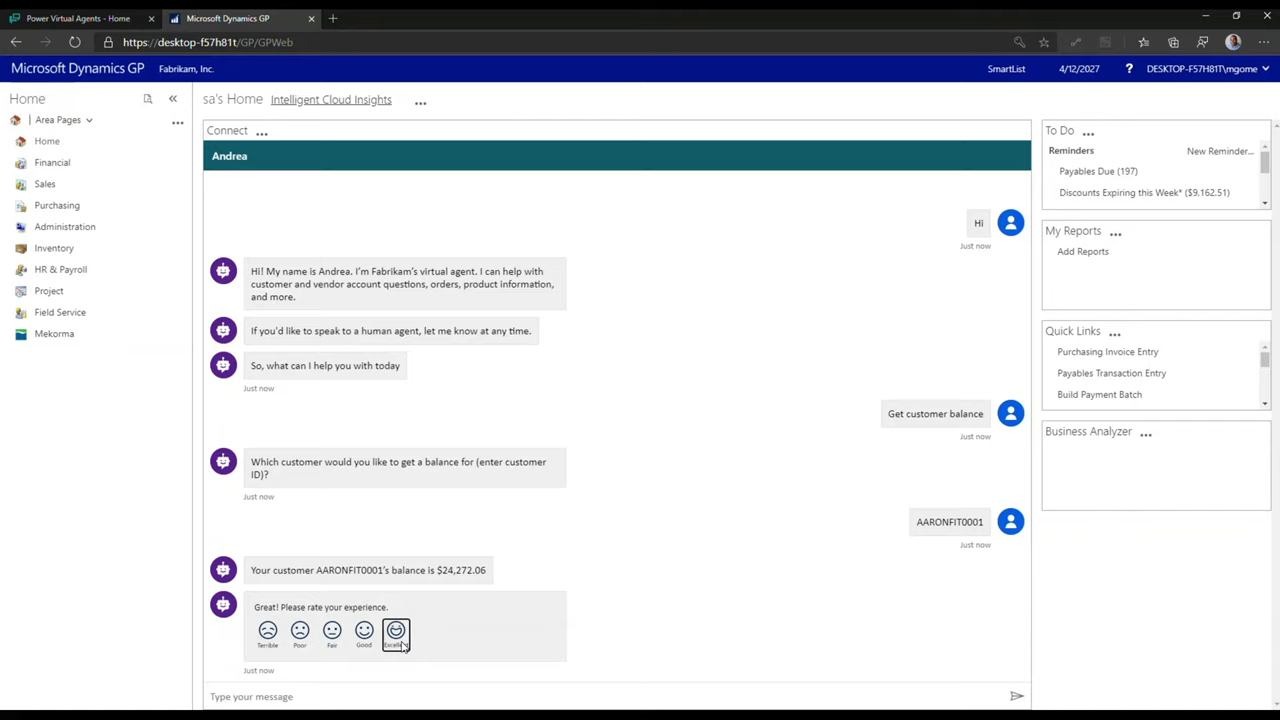 Power Virtual Agents - Home
Microsoft Dynamics GP
https://desktop-f57h81t/GP/GPWeb
Microsoft Dynamics GP
Fabrikam, Inc.
SmartList
4/12/2027
?
DESKTOP-F57H81T\mgome
Home
Area Pages
Home
Financial
Sales
Purchasing
Administration
Inventory
HR & Payroll
Project
Field Service
Mekorma
sa's Home
Intelligent Cloud Insights
Connect
Andrea
Hi
Just now
Hi! My name is Andrea. I'm Fabrikam's virtual agent. I can help with
customer and vendor account questions, orders, product information,
and more.
If you'd like to speak to a human agent, let me know at any time.
So, what can I help you with today
Just now
Get customer balance
Just now
Which customer would you like to get a balance for (enter customer
ID)?
Just now
AARONFIT0001
Just now
Your customer AARONFIT0001's balance is $24,272.06
Great! Please rate your experience.
Terrible
Poor
Fair
Good
Excellent
Just now
Type your message
To Do
Reminders
New Reminder...
Payables Due (197)
Discounts Expiring this Week* ($9,162.51)
My Reports
Add Reports
Quick Links
Purchasing Invoice Entry
Payables Transaction Entry
Build Payment Batch
Business Analyzer